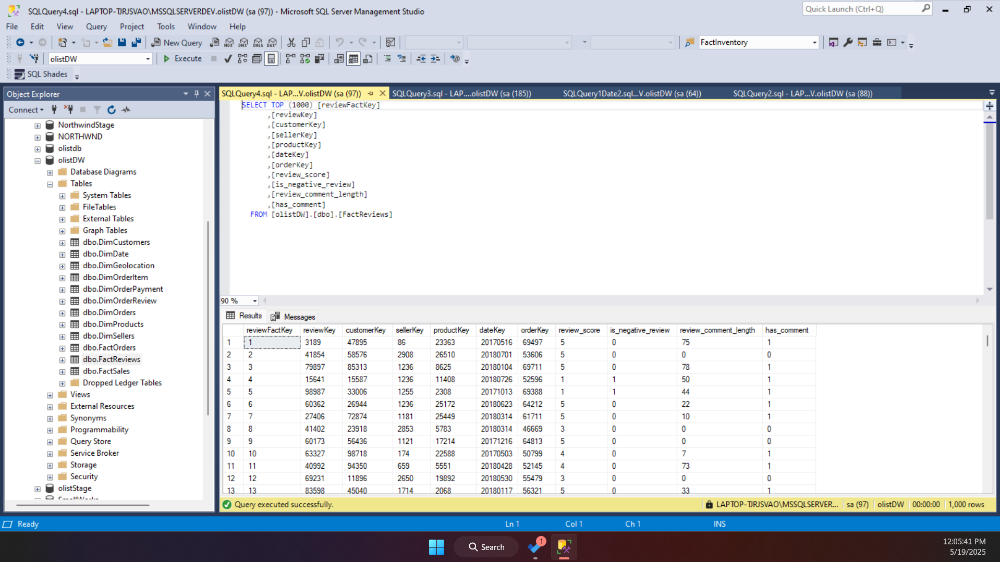 SQLQuery4.sql - LAPTOP-TJRJSVAO\MSSQLSERVERDEV.olistDW (sa (97)) - Microsoft SQL Server Management Studio
Quick Launch (Ctrl+Q)
File Edit View Query Project Tools Window Help
New Query MDX DMX XMLA DAX FactInventory
olistDW Execute
SQL Shades
Object Explorer
Connect
NorthwindStage
NORTHWND
olistdb
olistDW
Database Diagrams
Tables
System Tables
FileTables
External Tables
Graph Tables
dbo.DimCustomers
dbo.DimDate
dbo.DimGeolocation
dbo.DimOrderItem
dbo.DimOrderPayment
dbo.DimOrderReview
dbo.DimOrders
dbo.DimProducts
dbo.DimSellers
dbo.FactOrders
dbo.FactReviews
dbo.FactSales
Dropped Ledger Tables
Views
External Resources
Synonyms
Programmability
Query Store
Service Broker
Storage
Security
olistStage
SQLQuery4.sql - LAP...V.olistDW (sa (97)) SQLQuery3.sql - LAP....olistDW (sa (185)) SQLQuery1Date2.sql...V.olistDW (sa (64)) SQLQuery2.sql - LAP...V.olistDW (sa (88))
SELECT TOP (1000) [reviewFactKey]
,[reviewKey]
,[customerKey]
,[sellerKey]
,[productKey]
,[dateKey]
,[orderKey]
,[review_score]
,[is_negative_review]
,[review_comment_length]
,[has_comment]
FROM [olistDW].[dbo].[FactReviews]
90 %
Results Messages
reviewFactKey reviewKey customerKey sellerKey productKey dateKey orderKey review_score is_negative_review review_comment_length has_comment
1 1 3189 47895 86 23363 20170516 69497 5 0 75 1
2 2 41854 58576 2908 26510 20180701 53606 5 0 0 0
3 3 79897 85313 1236 8625 20180104 69711 5 0 78 1
4 4 15641 15587 1236 11408 20180726 52596 1 1 50 1
5 5 98987 33006 1255 2308 20171013 69388 1 1 44 1
6 6 60362 26944 1236 25172 20180623 64212 5 0 22 1
7 7 27406 72874 1181 25449 20180314 61711 5 0 10 1
8 8 41402 23918 2853 5783 20180314 46669 3 0 0 0
9 9 60173 56436 1121 17214 20171216 64813 5 0 0 0
10 10 63327 98718 174 22588 20170503 50799 4 0 7 1
11 11 40992 94350 659 5551 20180428 52145 4 0 73 1
12 12 69231 11896 2650 19892 20180530 55479 3 0 0 0
13 13 83598 45040 1714 2068 20180117 56321 5 0 33 1
Query executed successfully. LAPTOP-TJRJSVAO\MSSQLSERVER... sa (97) olistDW 00:00:00 1,000 rows
Ready Ln 1 Col 1 Ch 1 INS
Search 1
12:05:41 PM
5/19/2025